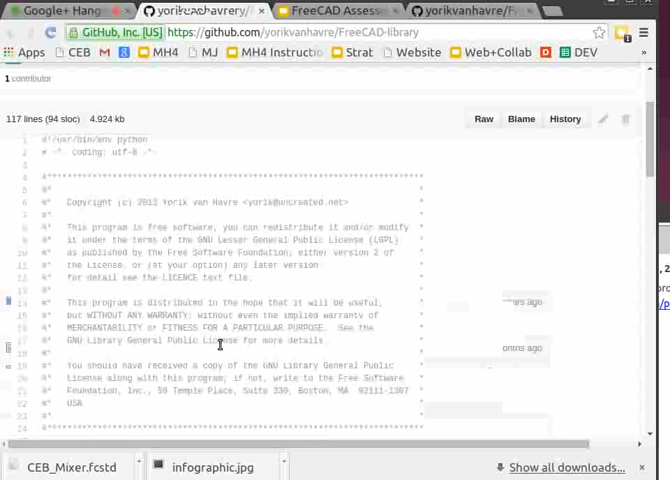 Google+ Hang
yorikvanhavrery/F
FreeCAD Assess
yorikvanhavre/F
GitHub, Inc. [US] https://github.com/yorikvanhavre/FreeCAD-library
Apps CEB MH4 MJ MH4 Instructio Strat Website Web+Collab DEV
1 contributor
117 lines (94 sloc) 4.924 kb
Raw Blame History
1 #!/usr/bin/env python
2 # -*- coding: utf-8 -*-
3
5 #* *
6 #* Copyright (c) 2013 Yorik van Havre <yorik@uncreated.net> *
7 #* *
8 #* This program is free software, you can redistribute it and/or modify *
9 #* it under the terms of the GNU Lesser General Public License (LGPL) *
10 #* as published by the Free Software Foundation; either version 2 of *
11 #* the License, or (at your option) any later version *
12 #* for detail see the LICENCE text file. *
13 #* *
14 #* This program is distributed in the hope that it will be useful, *
15 #* but WITHOUT ANY WARRANTY; without even the implied warranty of *
16 #* MERCHANTABILITY or FITNESS FOR A PARTICULAR PURPOSE. See the *
17 #* GNU Library General Public License for more details. *
18 #* *
19 #* You should have received a copy of the GNU Library General Public *
20 #* License along with this program; if not, write to the Free Software *
21 #* Foundation, Inc., 59 Temple Place, Suite 330, Boston, MA 02111-1307 *
22 #* USA *
23 #* *
24
ars ago
onths ago
CEB_Mixer.fcstd
infographic.jpg
Show all downloads...